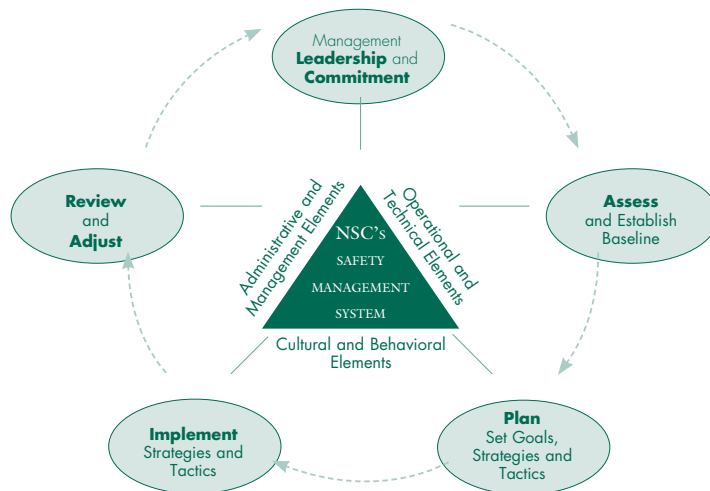 Management
Leadership and
Commitment
Review
and
Adjust
Assess
and Establish
Baseline
Administrative and
Management Elements
Operational and
Technical Elements
NSC's
SAFETY
MANAGEMENT
SYSTEM
Cultural and Behavioral
Elements
Implement
Strategies and
Tactics
Plan
Set Goals,
Strategies and
Tactics